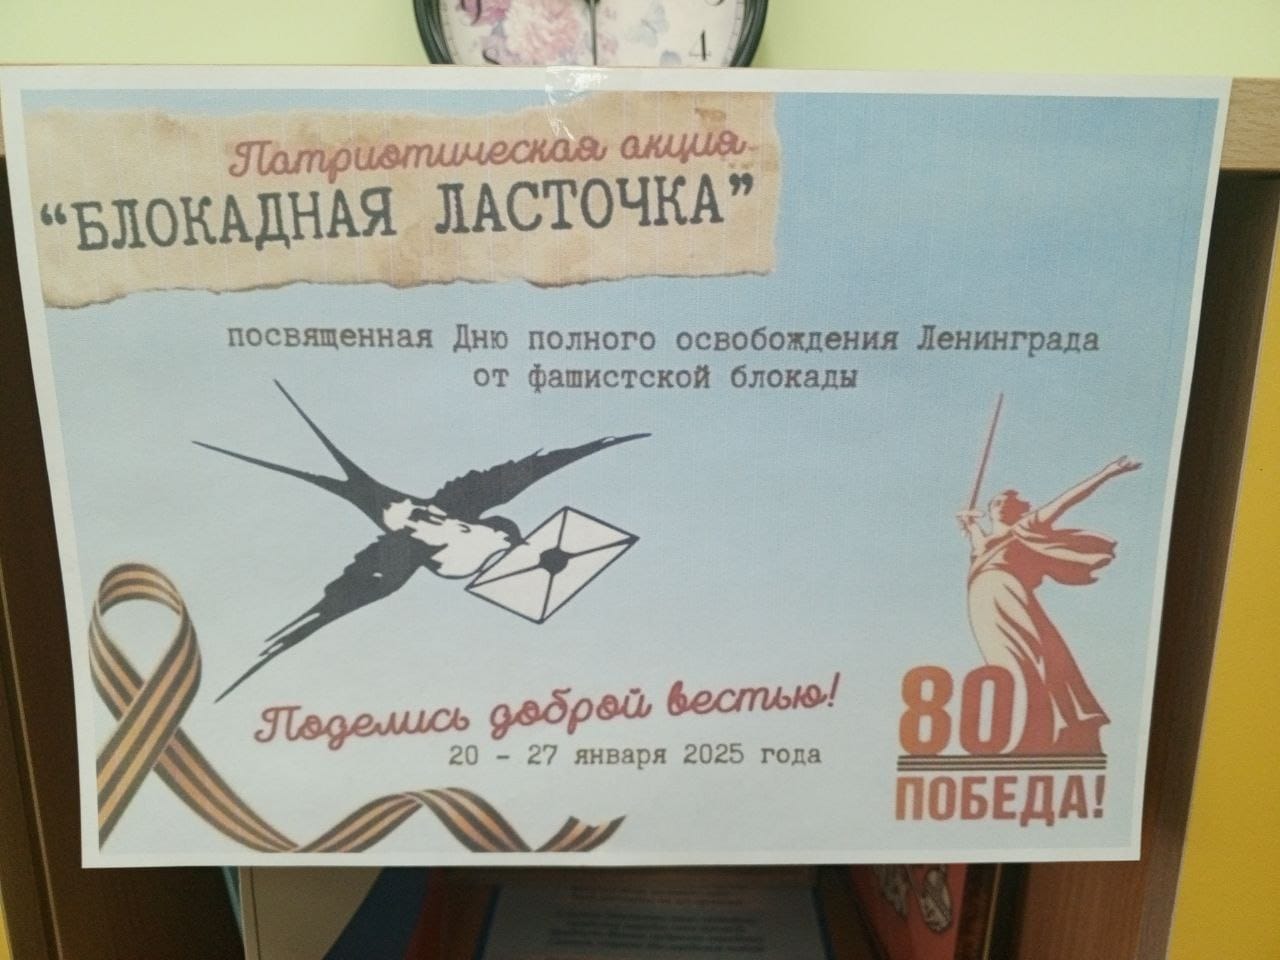 Патриотическая акция
“БЛОКАДНАЯ ЛАСТОЧКА”
посвященная Дню полного освобождения Ленинграда
от фашистской блокады
Поделись доброй вестью!
20 – 27 января 2025 года
80
ПОБЕДА!
4